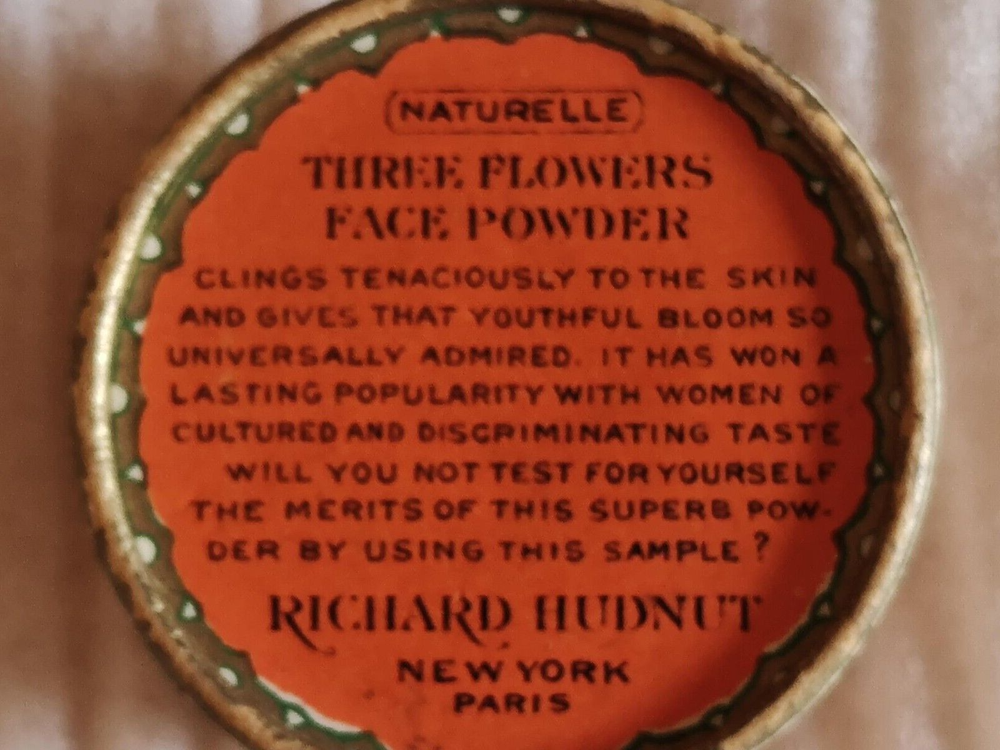 NATURELLE
THREE FLOWERS
FACE POWDER
CLINGS TENACIOUSLY TO THE SKIN
AND GIVES THAT YOUTHFUL BLOOM SO
UNIVERSALLY ADMIRED. IT HAS WON A
LASTING POPULARITY WITH WOMEN OF
CULTURED AND DISCRIMINATING TASTE
WILL YOU NOT TEST FOR YOURSELF
THE MERITS OF THIS SUPERB POW-
DER BY USING THIS SAMPLE?
RICHARD HUDNUT
NEW YORK
PARIS